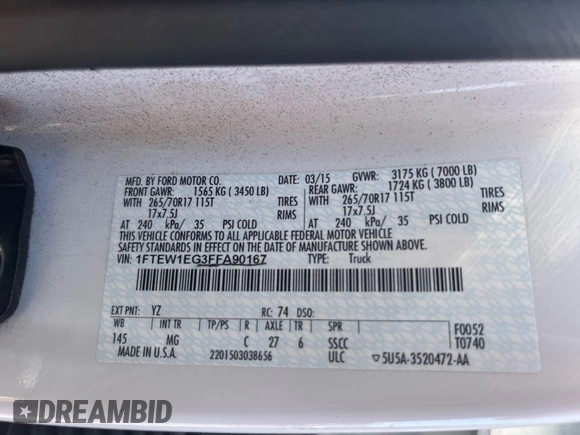 MFD. BY FORD MOTOR CO.
DATE: 03/15 GVWR: 3175 KG ( 7000 LB)
FRONT GAWR: 1565 KG ( 3450 LB) REAR GAWR: 1724 KG ( 3800 LB)
WITH 265/70R17 115T TIRES WITH 265/70R17 115T TIRES
17x7.5J RIMS 17x7.5J RIMS
AT 240 kPa/ 35 PSI COLD AT 240 kPa/ 35 PSI COLD
THIS VEHICLE CONFORMS TO ALL APPLICABLE FEDERAL MOTOR VEHICLE
SAFETY STANDARDS IN EFFECT ON THE DATE OF MANUFACTURE SHOWN ABOVE.
VIN: 1FTEW1EG3FFA90167 TYPE: Truck
EXT PNT: YZ RC: 74 DSO:
WB INT TR TP/PS R AXLE TR SPR F0052
145 MG C 27 6 SSCC T0740
MADE IN U.S.A. 2201503038656 ULC ▽5U5A-3520472-AA
DREAMBID